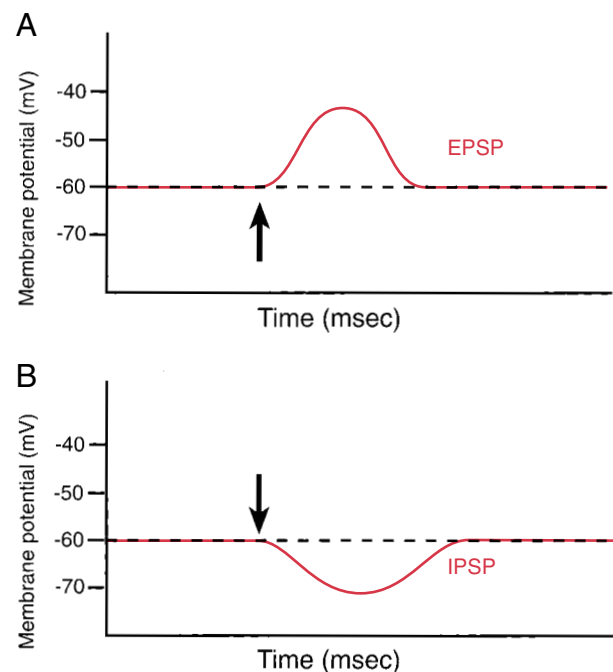 A
Membrane potential (mV)
-40
-50
-60
-70
EPSP
Time (msec)
B
Membrane potential (mV)
-40
-50
-60
-70
IPSP
Time (msec)